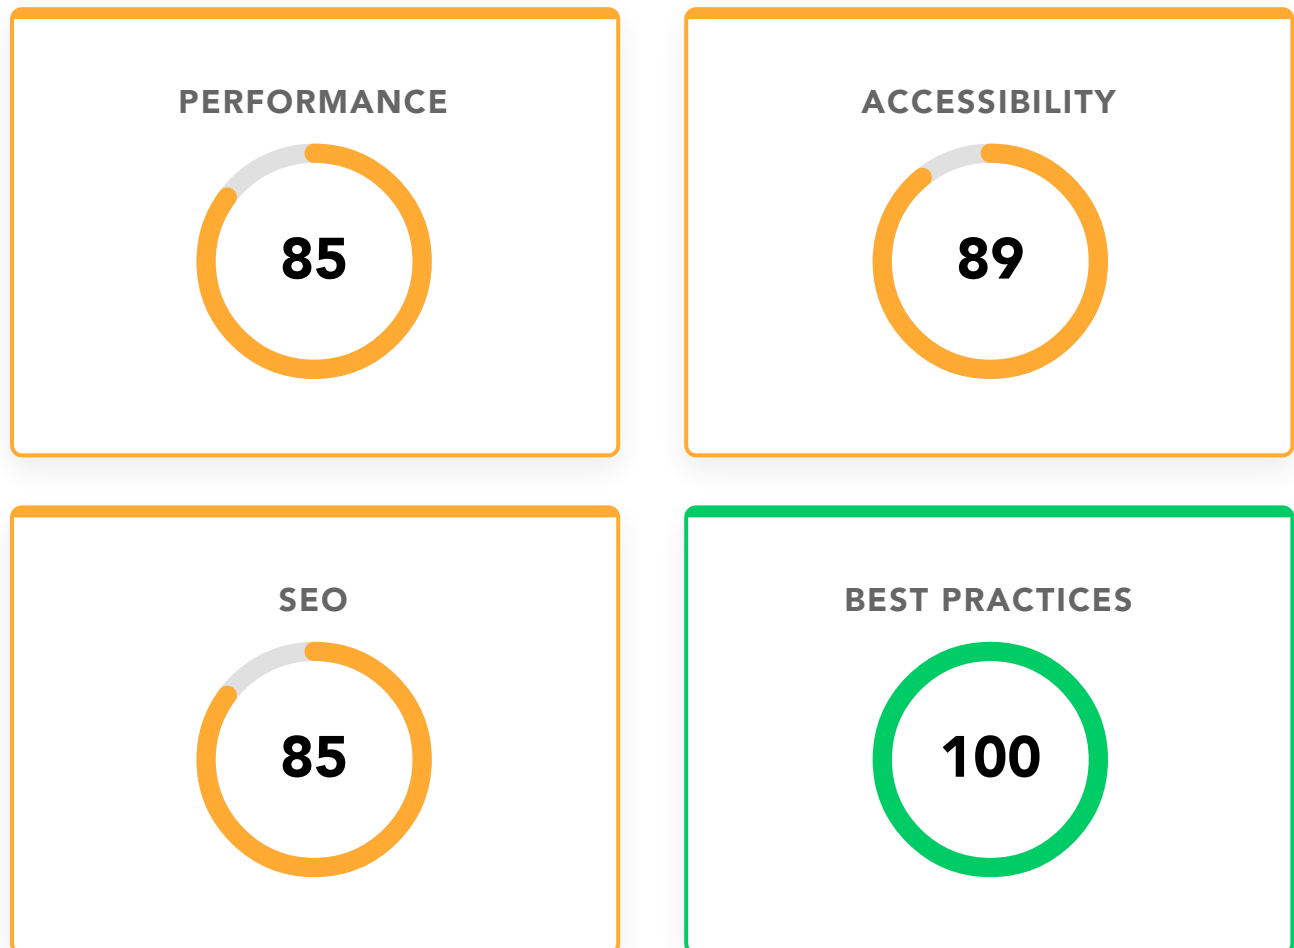 PERFORMANCE
85
ACCESSIBILITY
89
SEO
85
BEST PRACTICES
100